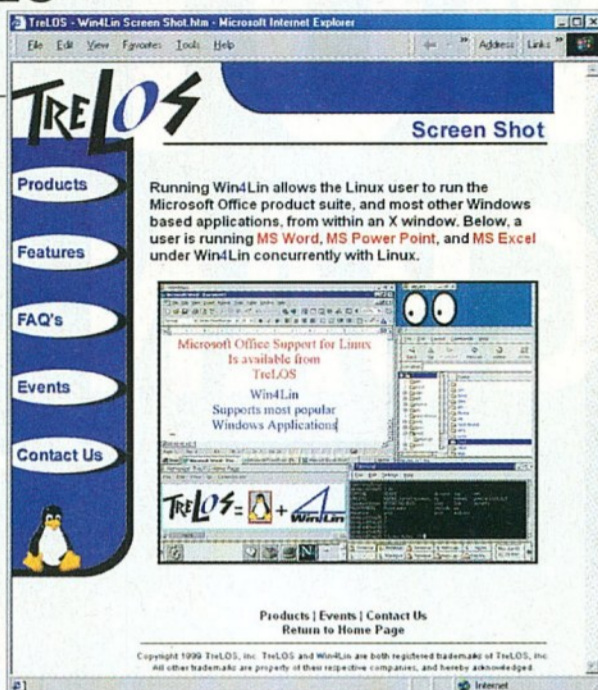 TreLOS - Win4Lin Screen Shot.htm - Microsoft Internet Explorer
File Edit View Favorites Tools Help
Address Links
TRELOS
Screen Shot
Products
Features
FAQ's
Events
Contact Us
Running Win4Lin allows the Linux user to run the
Microsoft Office product suite, and most other Windows
based applications, from within an X window. Below, a
user is running MS Word, MS Power Point, and MS Excel
under Win4Lin concurrently with Linux.
Microsoft Office Support for Linux
Is available from
TreLOS
Win4Lin
Supports most popular
Windows Applications
TRELOS = + Win4Lin
Products | Events | Contact Us
Return to Home Page
Copyright 1999 TreLOS, Inc. TreLOS and Win4Lin are both registered trademarks of TreLOS, Inc.
All other trademarks are property of their respective companies, and hereby acknowledged.
Internet